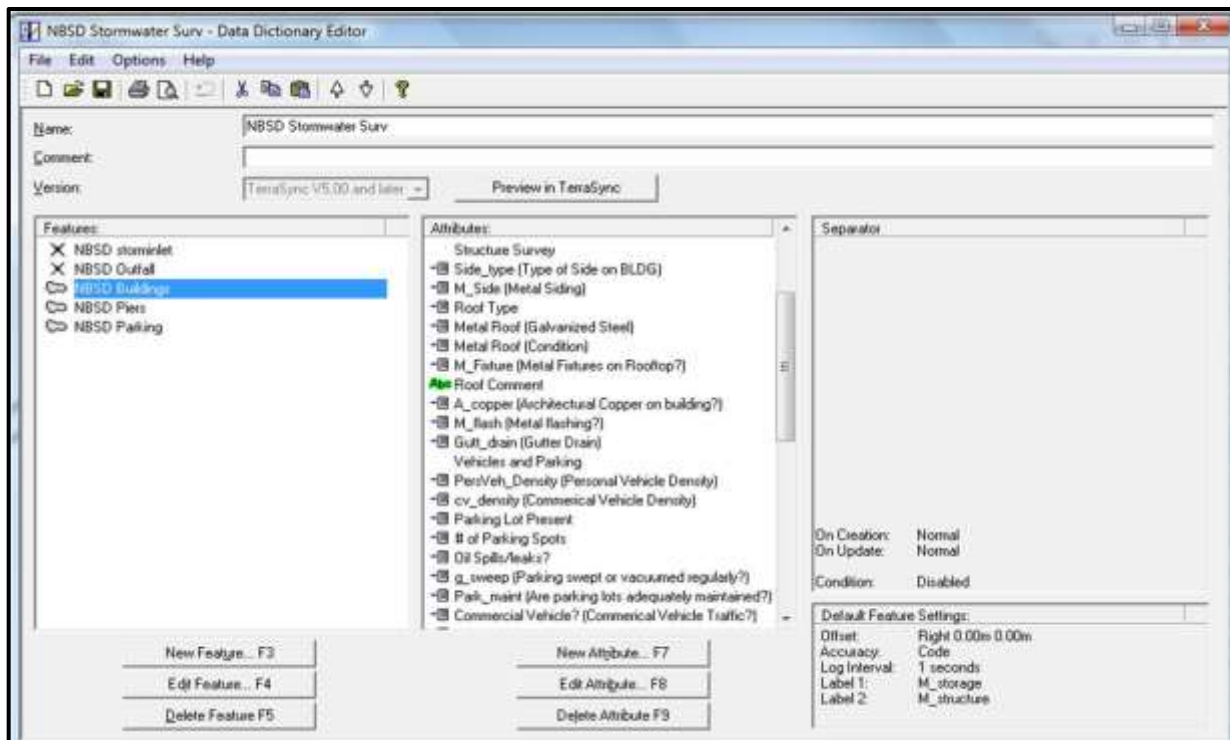 NBSD Stormwater Surv - Data Dictionary Editor
File Edit Options Help
Name: NBSD Stormwater Surv
Comment:
Version: TerraSync V5.00 and later Preview in TerraSync
Features:
NBSD storminlet
NBSD Outfall
NBSD Buildings
NBSD Piers
NBSD Parking
New Feature... F3
Edit Feature... F4
Delete Feature F5
Attributes:
Structure Survey
Side_type (Type of Side on BLDG)
M_Side (Metal Siding)
Roof Type
Metal Roof (Galvanized Steel)
Metal Roof (Condition)
M_Fixture (Metal Fixtures on Rooftop?)
Abc Roof Comment
A_copper (Architectural Copper on building?)
M_flash (Metal flashing?)
Gutt_drain (Gutter Drain)
Vehicles and Parking
PersVeh_Density (Personal Vehicle Density)
cv_density (Commerical Vehicle Density)
Parking Lot Present
# of Parking Spots
Oil Spills/leaks?
g_sweep (Parking swept or vacuumed regularly?)
Park_maint (Are parking lots adequately maintained?)
Commercial Vehicle? (Commerical Vehicle Traffic?)
New Attribute... F7
Edit Attribute... F8
Delete Attribute F9
Separator
On Creation: Normal
On Update: Normal
Condition: Disabled
Default Feature Settings:
Offset: Right 0.00m 0.00m
Accuracy: Code
Log Interval: 1 seconds
Label 1: M_storage
Label 2: M_structure